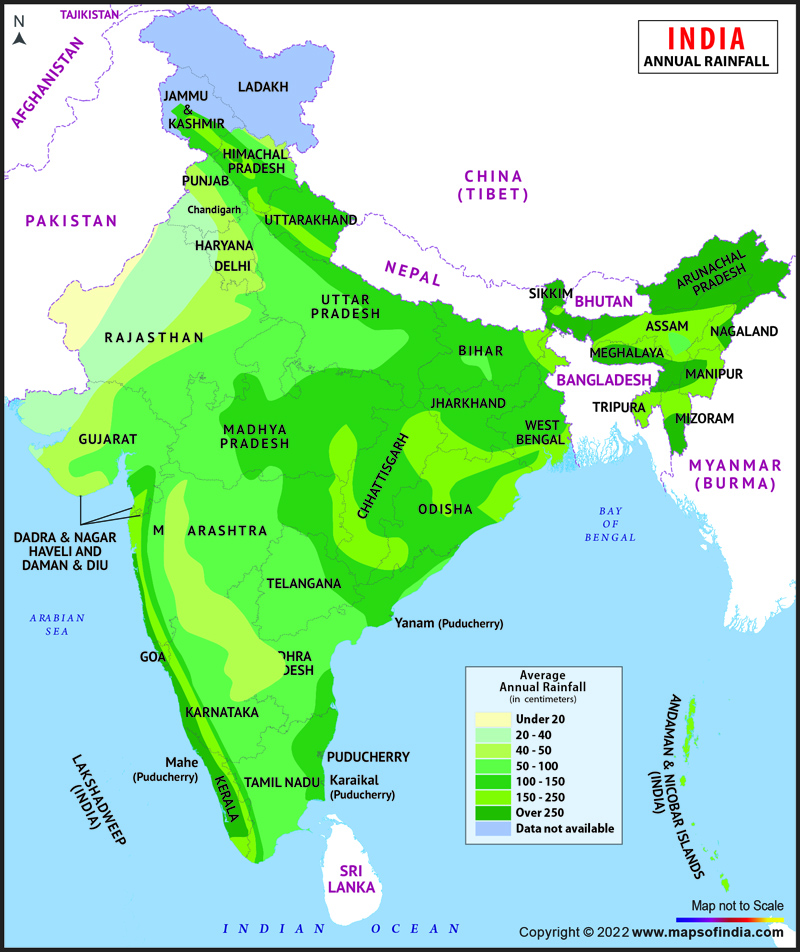 N
TAJIKISTAN
INDIA
ANNUAL RAINFALL
AFGHANISTAN
LADAKH
JAMMU
&
KASHMIR
HIMACHAL
PRADESH
CHINA
(TIBET)
PUNJAB
Chandigarh
UTTARAKHAND
PAKISTAN
HARYANA
DELHI
NEPAL
ARUNACHAL
PRADESH
SIKKIM
BHUTAN
UTTAR
PRADESH
ASSAM
NAGALAND
RAJASTHAN
BIHAR
MEGHALAYA
MANIPUR
BANGLADESH
JHARKHAND
TRIPURA
MIZORAM
MADHYA
PRADESH
WEST
BENGAL
GUJARAT
CHHATTISGARH
MYANMAR
(BURMA)
ODISHA
BAY
OF
BENGAL
M ARASHTRA
DADRA & NAGAR
HAVELI AND
DAMAN & DIU
TELANGANA
ARABIAN
SEA
Yanam (Puducherry)
GOA
DHRA
DESH
KARNATAKA
Average
Annual Rainfall
(in centimeters)
Under 20
20 - 40
40 - 50
50 - 100
100 - 150
150 - 250
Over 250
Data not available
ANDAMAN & NICOBAR ISLANDS
(INDIA)
PUDUCHERRY
Mahe
(Puducherry)
TAMIL NADU
Karaikal
(Puducherry)
KERALA
LAKSHADWEEP
(INDIA)
SRI
LANKA
INDIAN OCEAN
Map not to Scale
Copyright © 2022 www.mapsofindia.com